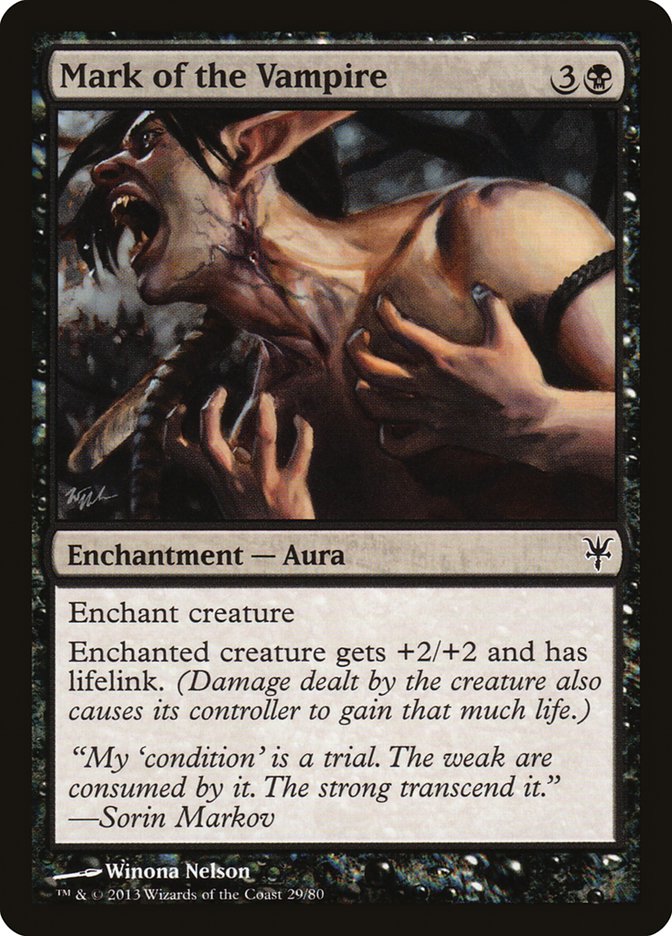 Mark of the Vampire 3
Enchantment — Aura
Enchant creature
Enchanted creature gets +2/+2 and has
lifelink. (Damage dealt by the creature also
causes its controller to gain that much life.)
“My ‘condition’ is a trial. The weak are
consumed by it. The strong transcend it.”
—Sorin Markov
Winona Nelson
™ & © 2013 Wizards of the Coast 29/80